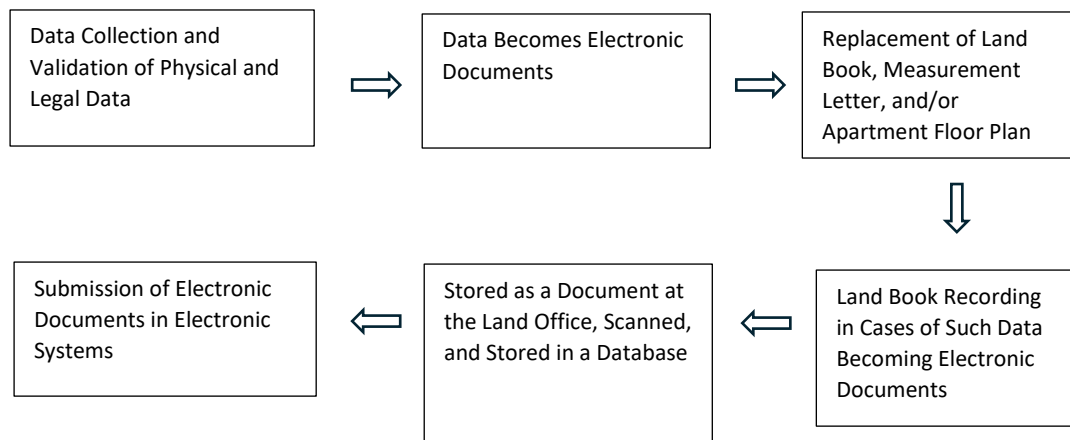 Data Collection and
Validation of Physical and
Legal Data
Data Becomes Electronic
Documents
Replacement of Land
Book, Measurement
Letter, and/or
Apartment Floor Plan
Land Book Recording
in Cases of Such Data
Becoming Electronic
Documents
Stored as a Document at
the Land Office, Scanned,
and Stored in a Database
Submission of Electronic
Documents in Electronic
Systems